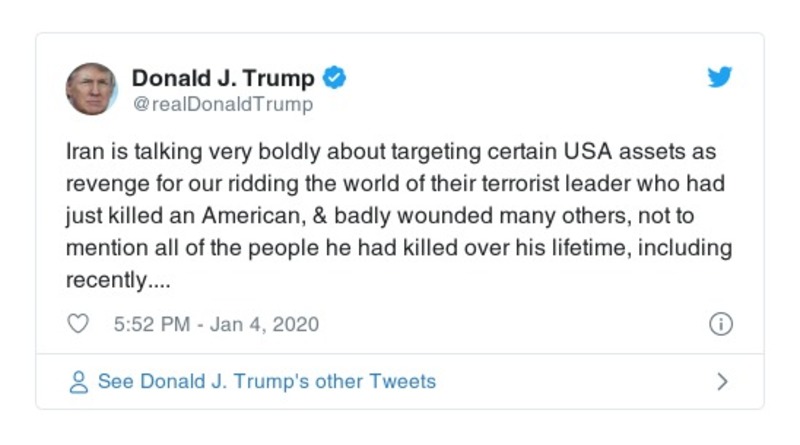 Donald J. Trump
@realDonaldTrump
Iran is talking very boldly about targeting certain USA assets as
revenge for our ridding the world of their terrorist leader who had
just killed an American, & badly wounded many others, not to
mention all of the people he had killed over his lifetime, including
recently....
5:52 PM - Jan 4, 2020
See Donald J. Trump's other Tweets